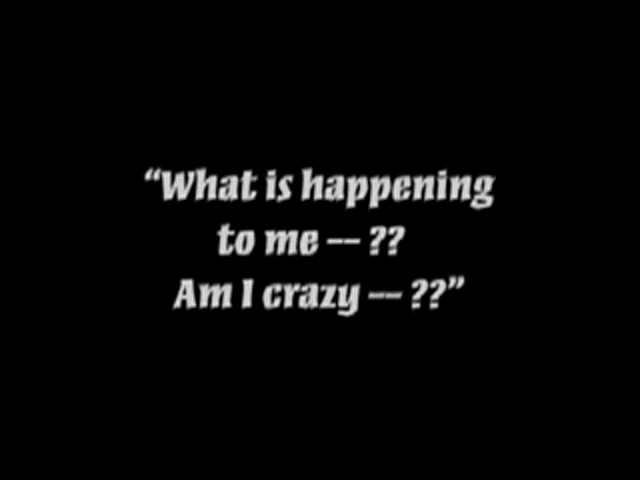 “What is happening
to me -- ??
Am I crazy -- ??”